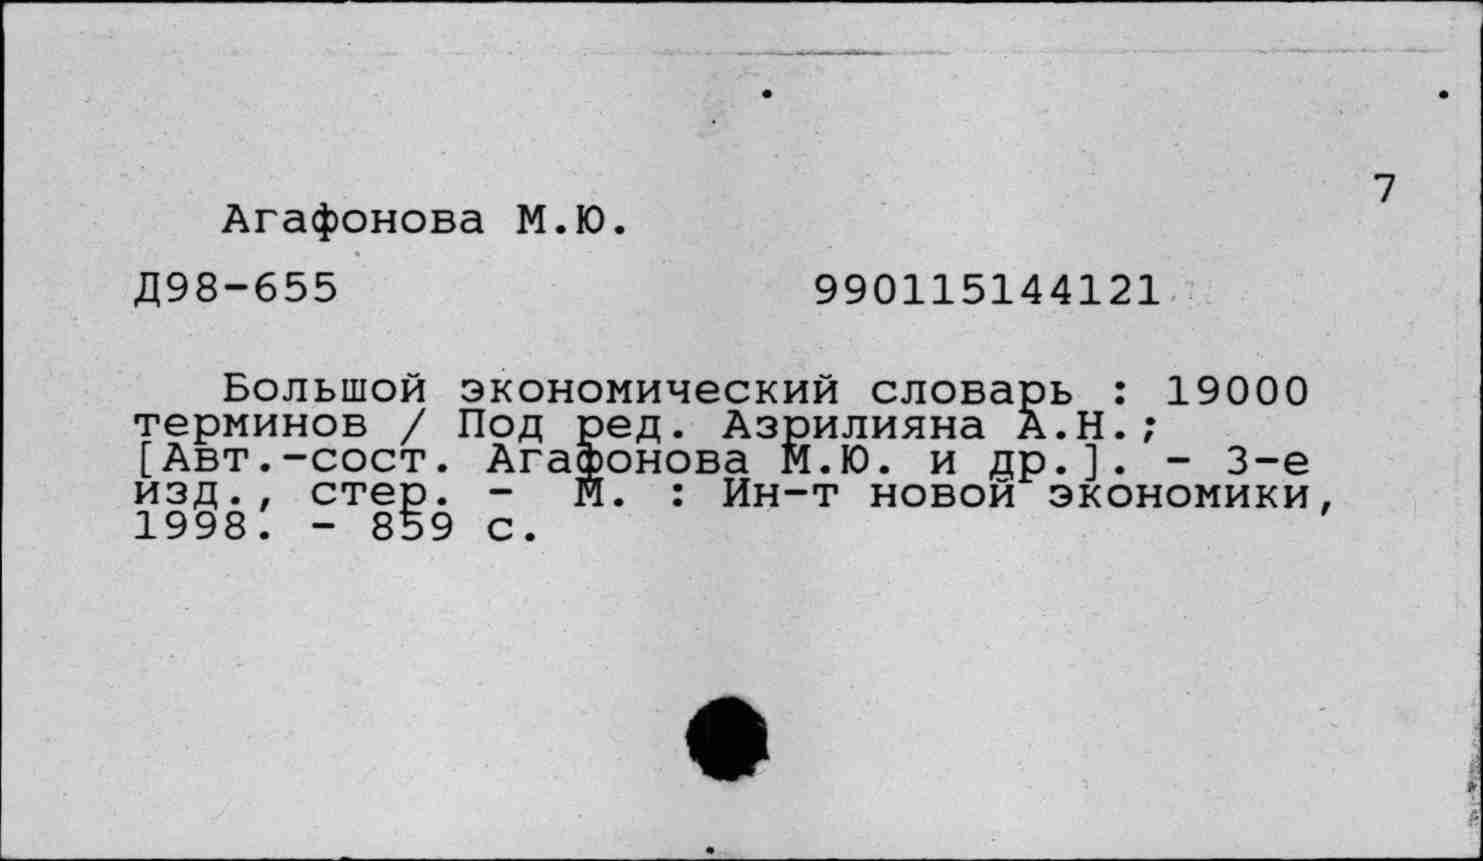 7
Агафонова М.Ю.
Д98-655 990115144121
Большой экономический словарь : 19000
терминов / Под ред. Азрилияна А.Н.;
[Авт.-сост. Агафонова М.Ю. и др.]. - 3-е
изд., стер. - М. : Ин-т новой экономики,
1998. - 859 с.